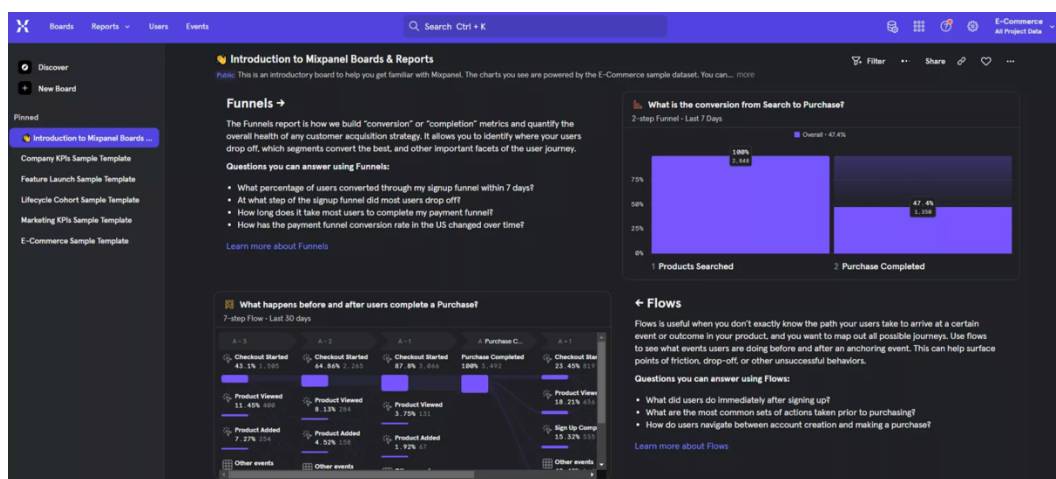 Boards
Reports
Users
Events
Search Ctrl + K
E-Commerce
All Project Data
Discover
New Board
Pinned
👋 Introduction to Mixpanel Boards ...
Company KPIs Sample Template
Feature Launch Sample Template
Lifecycle Cohort Sample Template
Marketing KPIs Sample Template
E-Commerce Sample Template
👋 Introduction to Mixpanel Boards & Reports
Public This is an introductory board to help you get familiar with Mixpanel. The charts you see are powered by the E-Commerce sample dataset. You can... more
Filter
Share
Funnels →
The Funnels report is how we build "conversion" or "completion" metrics and quantify the
overall health of any customer acquisition strategy. It allows you to identify where your users
drop off, which segments convert the best, and other important facets of the user journey.
Questions you can answer using Funnels:
• What percentage of users converted through my signup funnel within 7 days?
• At what step of the signup funnel did most users drop off?
• How long does it take most users to complete my payment funnel?
• How has the payment funnel conversion rate in the US changed over time?
Learn more about Funnels
What is the conversion from Search to Purchase?
2-step Funnel · Last 7 Days
Overall - 47.4%
100%
75%
50%
47.4%
25%
0%
1 Products Searched
2 Purchase Completed
What happens before and after users complete a Purchase?
7-step Flow · Last 30 days
A - 3
A - 2
A - 1
A Purchase C...
A + 1
Checkout Started
43.1% 1,505
Checkout Started
64.86% 2,265
Checkout Started
87.8% 3,066
Purchase Completed
100% 3,492
Checkout Star
23.45% 819
Product Viewed
11.45% 400
Product Viewed
8.13% 284
Product Viewed
3.75% 131
Product View
18.21% 636
Product Added
7.27% 254
Product Added
4.52% 158
Product Added
1.92% 67
Sign Up Comp
15.32% 535
Other events
Other events
Other events
← Flows
Flows is useful when you don't exactly know the path your users take to arrive at a certain
event or outcome in your product, and you want to map out all possible journeys. Use flows
to see what events users are doing before and after an anchoring event. This can help surface
points of friction, drop-off, or other unsuccessful behaviors.
Questions you can answer using Flows:
• What did users do immediately after signing up?
• What are the most common sets of actions taken prior to purchasing?
• How do users navigate between account creation and making a purchase?
Learn more about Flows